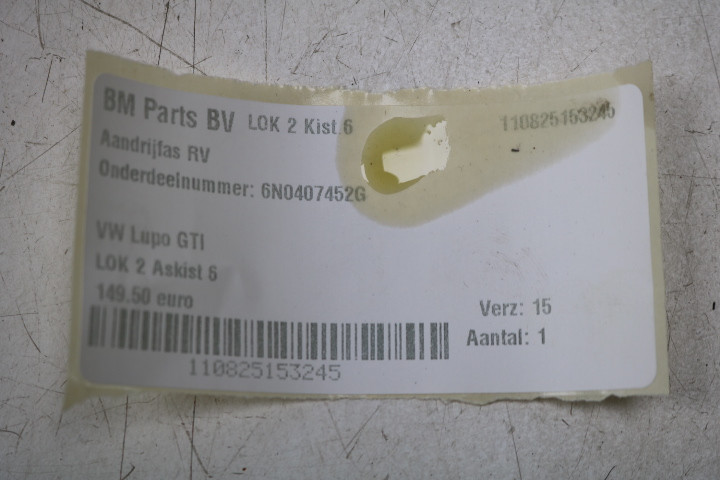 BM Parts BV LOK 2 Kist.6 110825153245
Aandrijfas RV
Onderdeelnummer: 6N0407452G
VW Lupo GTI
LOK 2 Askist 6
149.50 euro
Verz: 15
Aantal: 1
110825153245